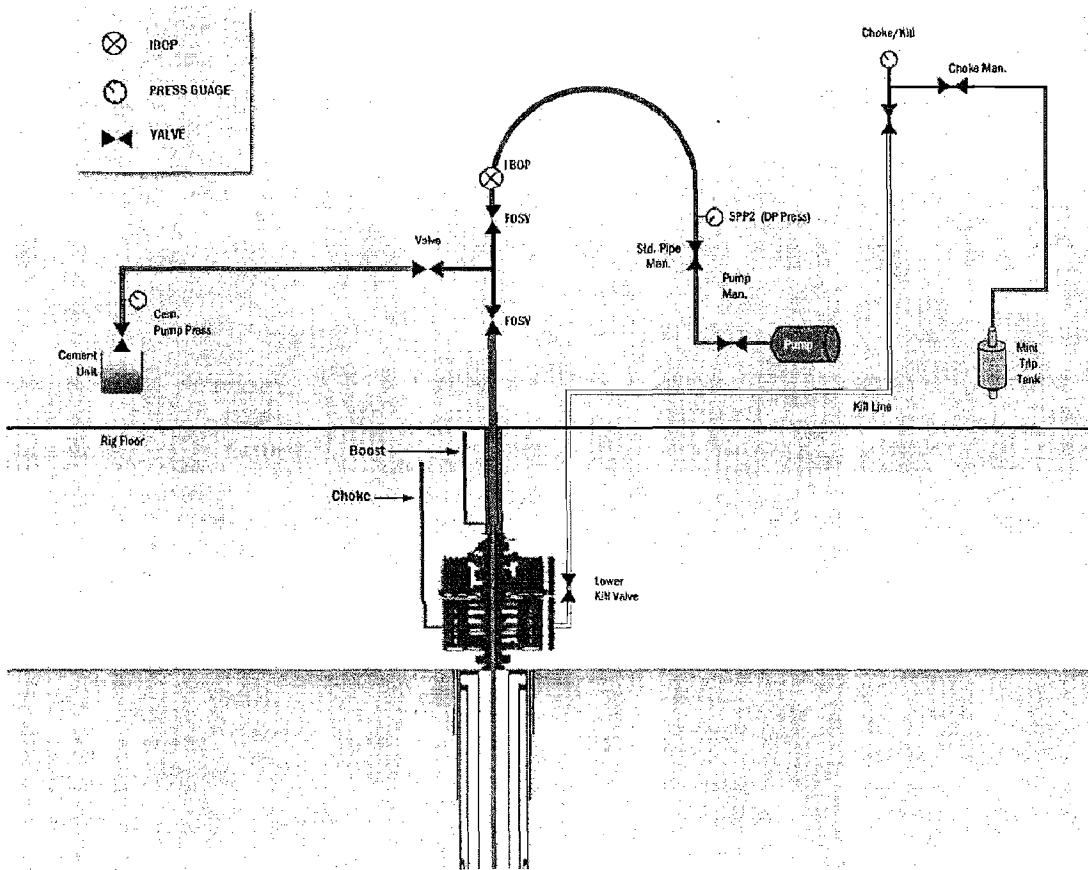 IBOP
PRESS GUAGE
VALVE
Choke/Kill
Choke Man.
IBOP
FOSV
SPP2 (DP Press)
Valve
Std. Pipe
Man.
Pump
Man.
Cem.
Pump Press
FOSV
Cement
Unit
Pump
Mini
Trip
Tank
Kill Line
Rig Floor
Boost
Choke
Lower
Kill Valve